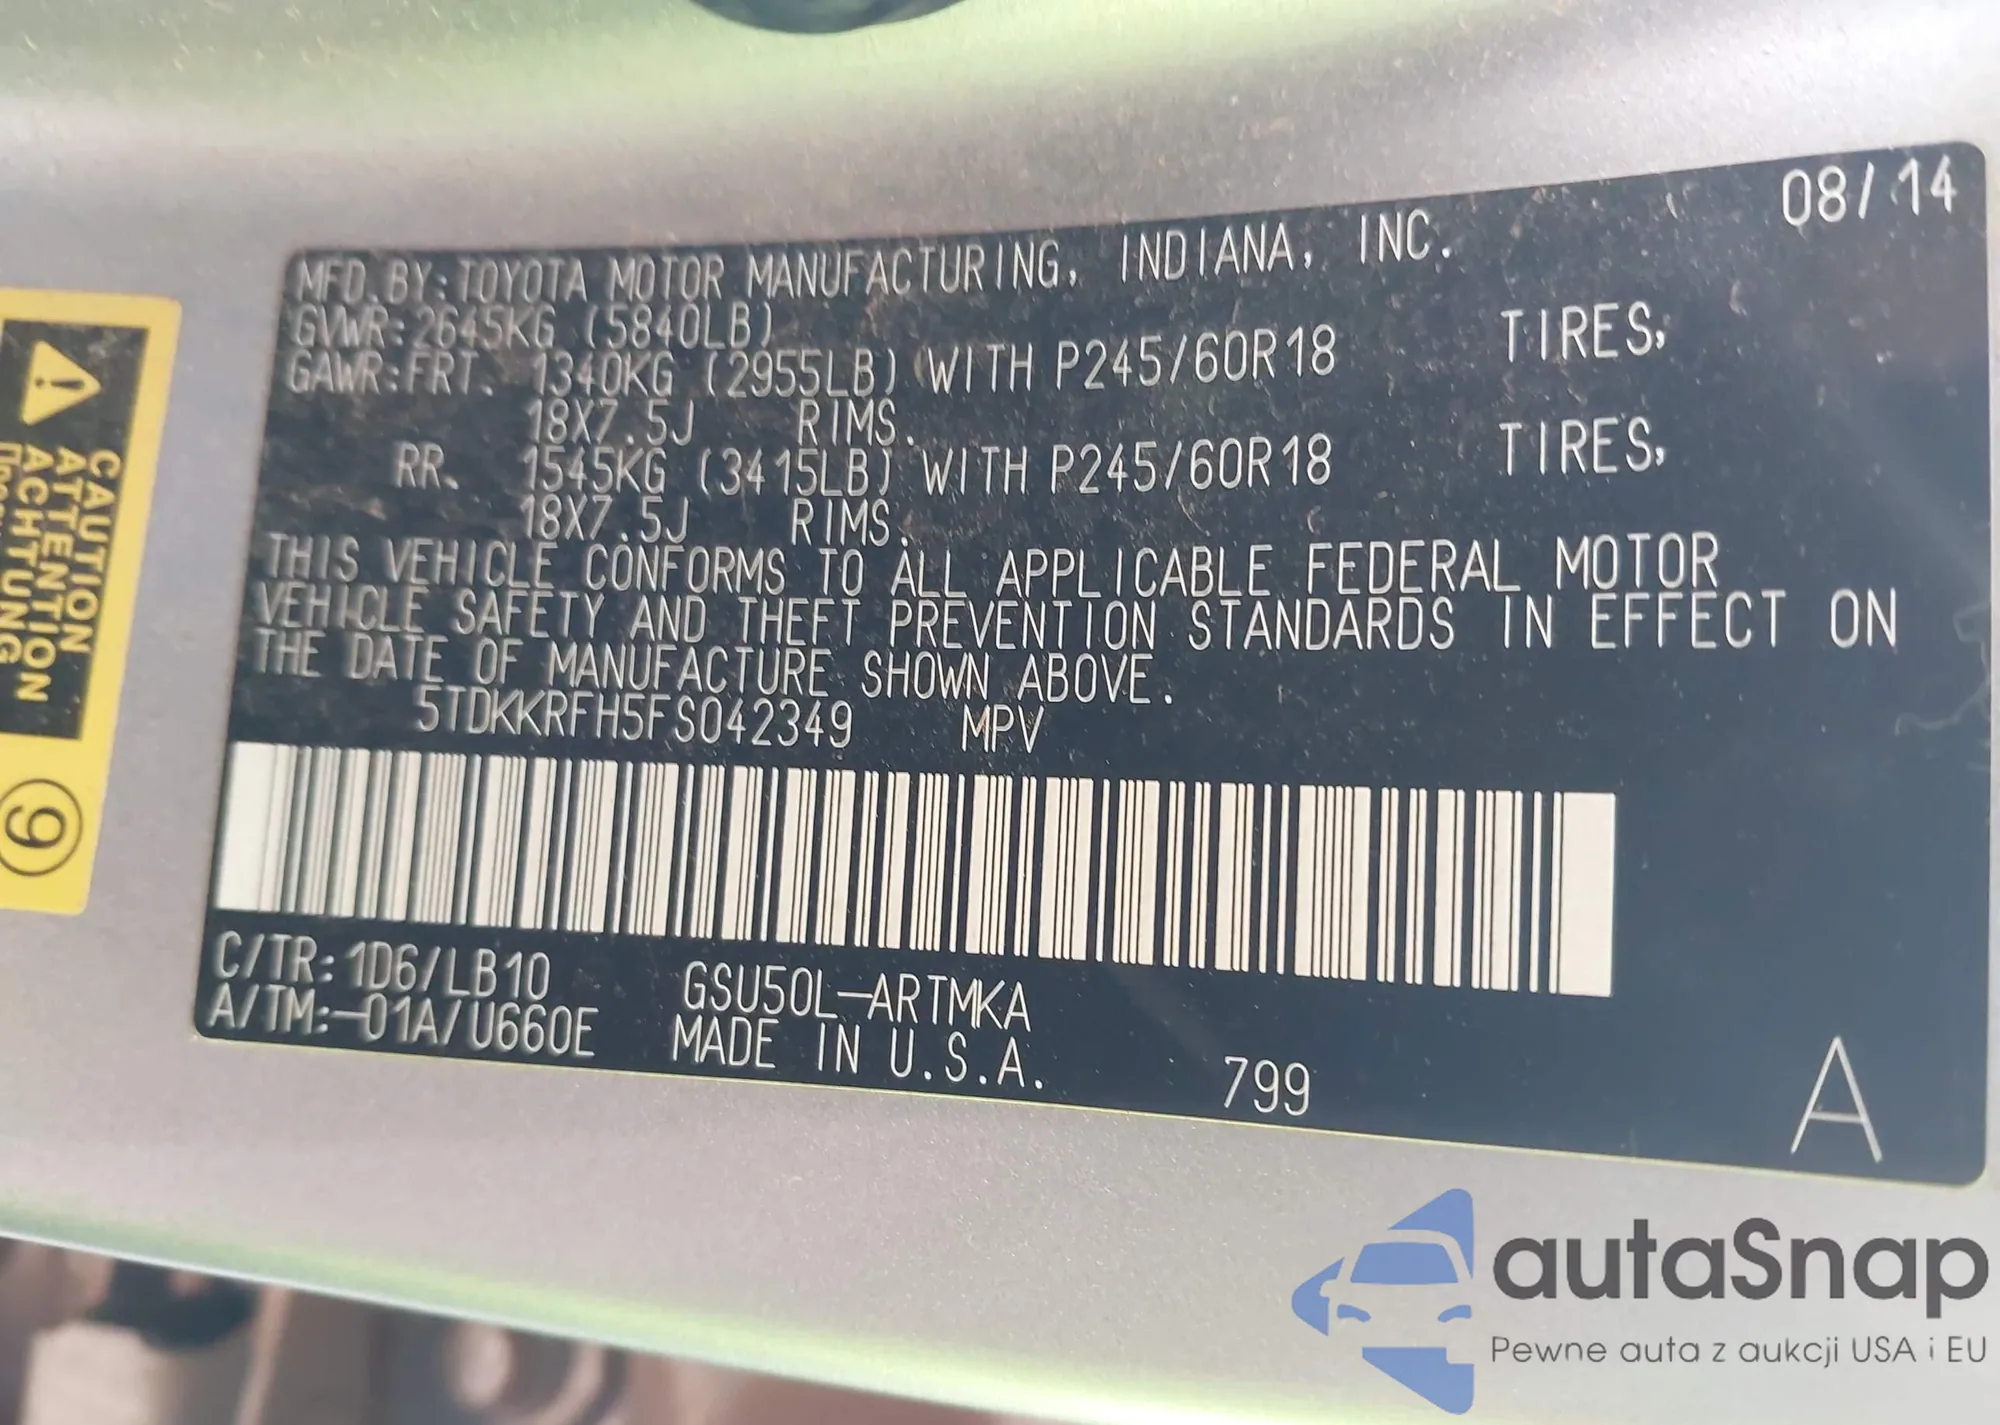 08/14
MFD.BY:TOYOTA MOTOR MANUFACTURING, INDIANA, INC.
GVWR:2645KG (5840LB)
GAWR:FRT. 1340KG (2955LB) WITH P245/60R18 TIRES,
18X7.5J RIMS.
RR. 1545KG (3415LB) WITH P245/60R18 TIRES,
18X7.5J RIMS.
THIS VEHICLE CONFORMS TO ALL APPLICABLE FEDERAL MOTOR
VEHICLE SAFETY AND THEFT PREVENTION STANDARDS IN EFFECT ON
THE DATE OF MANUFACTURE SHOWN ABOVE.
5TDKKRFH5FS042349 MPV
C/TR:1D6/LB10 GSU50L-ARTMKA
A/TM:-01A/U660E MADE IN U.S.A. 799
A
CAUTION
ATTENTION
ACHTUNG
9
autaSnap
Pewne auta z aukcji USA i EU